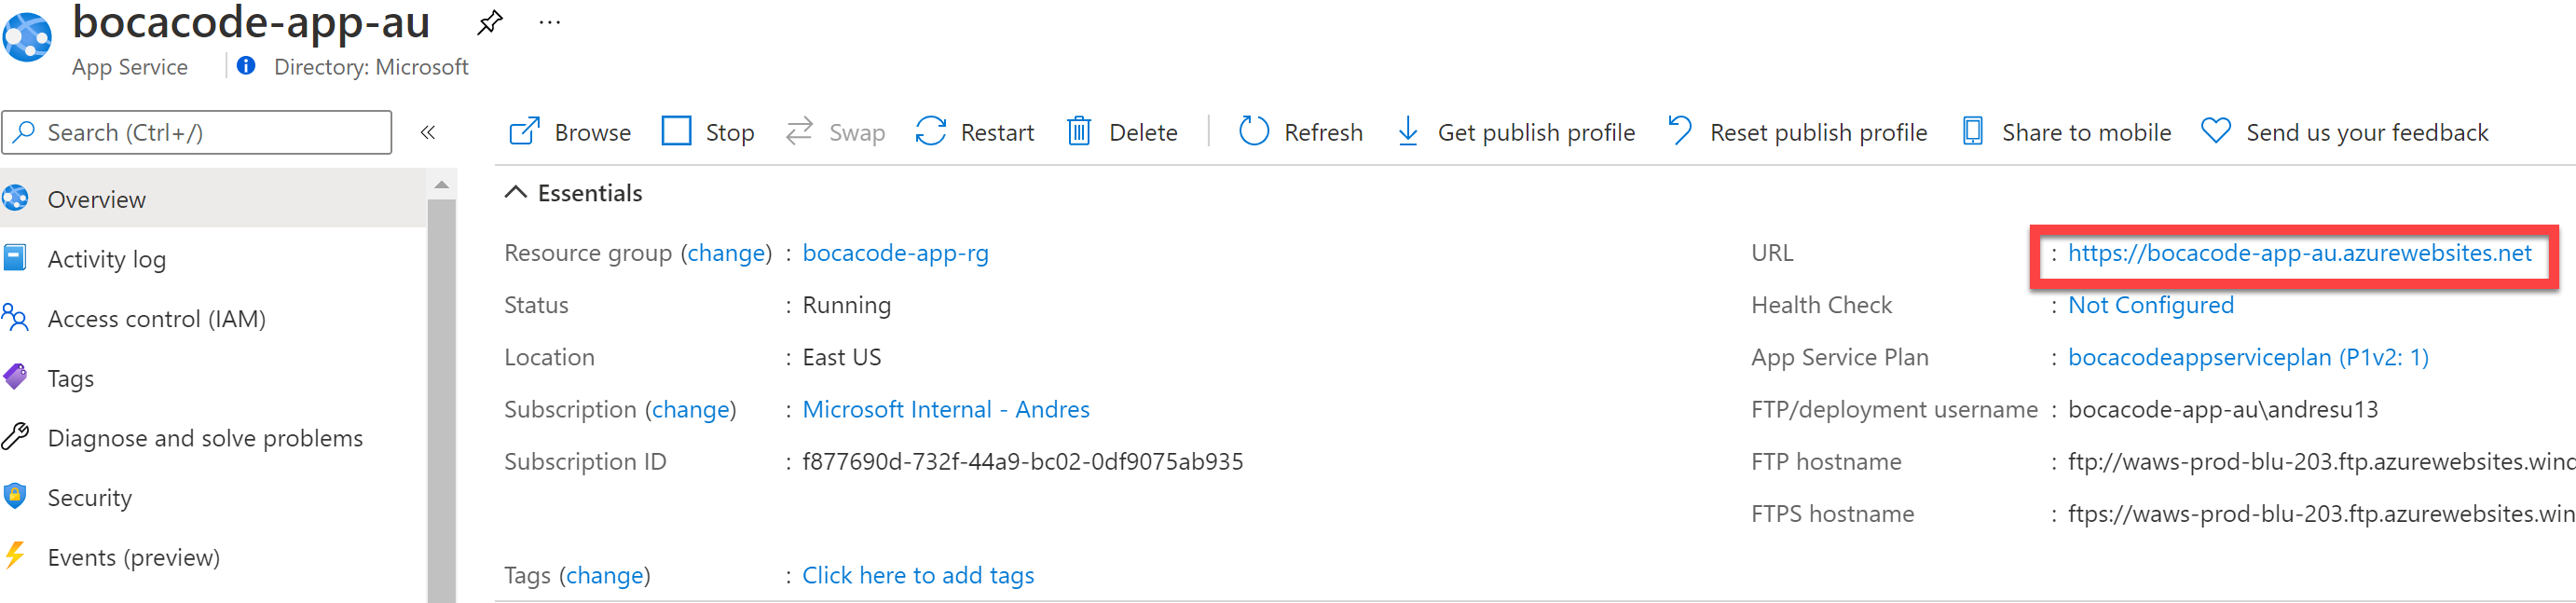 bocacode-app-au
App Service
Directory: Microsoft
Search (Ctrl+/)
«
Browse Stop Swap Restart Delete Refresh Get publish profile Reset publish profile Share to mobile Send us your feedback
Overview
Activity log
Access control (IAM)
Tags
Diagnose and solve problems
Security
Events (preview)
Essentials
Resource group (change) : bocacode-app-rg
Status : Running
Location : East US
Subscription (change) : Microsoft Internal - Andres
Subscription ID : f877690d-732f-44a9-bc02-0df9075ab935
Tags (change) : Click here to add tags
URL : https://bocacode-app-au.azurewebsites.net
Health Check : Not Configured
App Service Plan : bocacodeappserviceplan (P1v2: 1)
FTP/deployment username : bocacode-app-au\andresu13
FTP hostname : ftp://waws-prod-blu-203.ftp.azurewebsites.wind
FTPS hostname : ftps://waws-prod-blu-203.ftp.azurewebsites.win